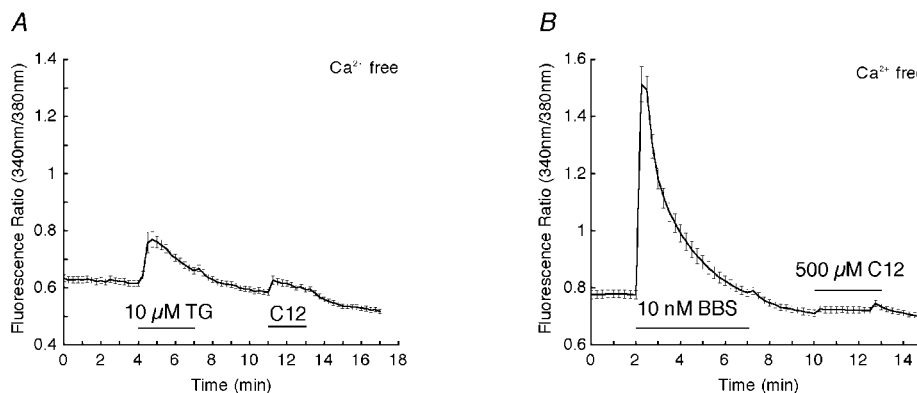 A
Ca2+ free
Fluorescence Ratio (340nm/380nm)
1.4
1.2
1
0.8
0.6
0.4
10 µM TG
C12
0 2 4 6 8 10 12 14 16 18
Time (min)
B
Ca2+ free
Fluorescence Ratio (340nm/380nm)
1.6
1.4
1.2
1
0.8
0.6
500 µM C12
10 nM BBS
0 2 4 6 8 10 12 14
Time (min)